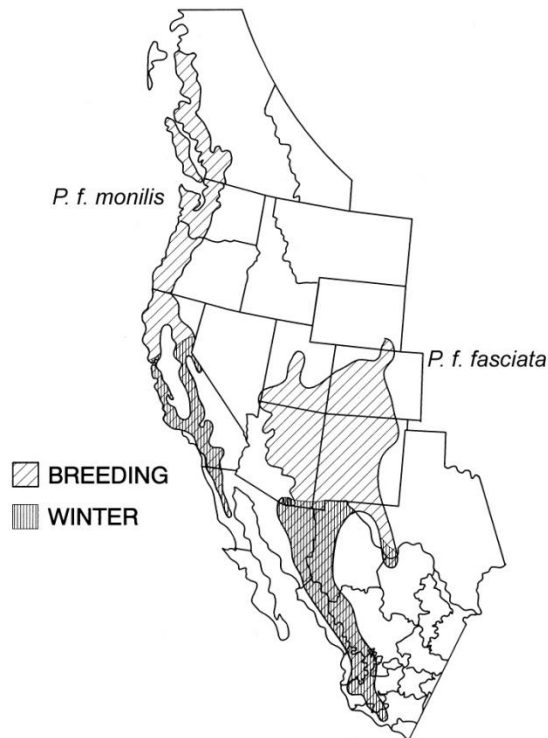 P. f. monilis
P. f. fasciata
BREEDING
WINTER